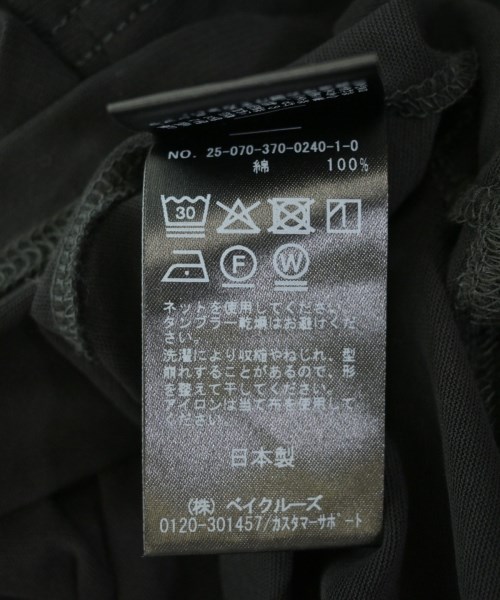 NO. 25-070-370-0240-1-0
綿 100%
30
F W
ネットを使用してください。
タンブラー乾燥はお避けくだ
さい。
洗濯により収縮やねじれ、型
崩れすることがあるので、形
を整えて干してください。
アイロンは当て布を使用して
ください。
日本製
(株) ベイクルーズ
0120-301457/カスタマーサポート